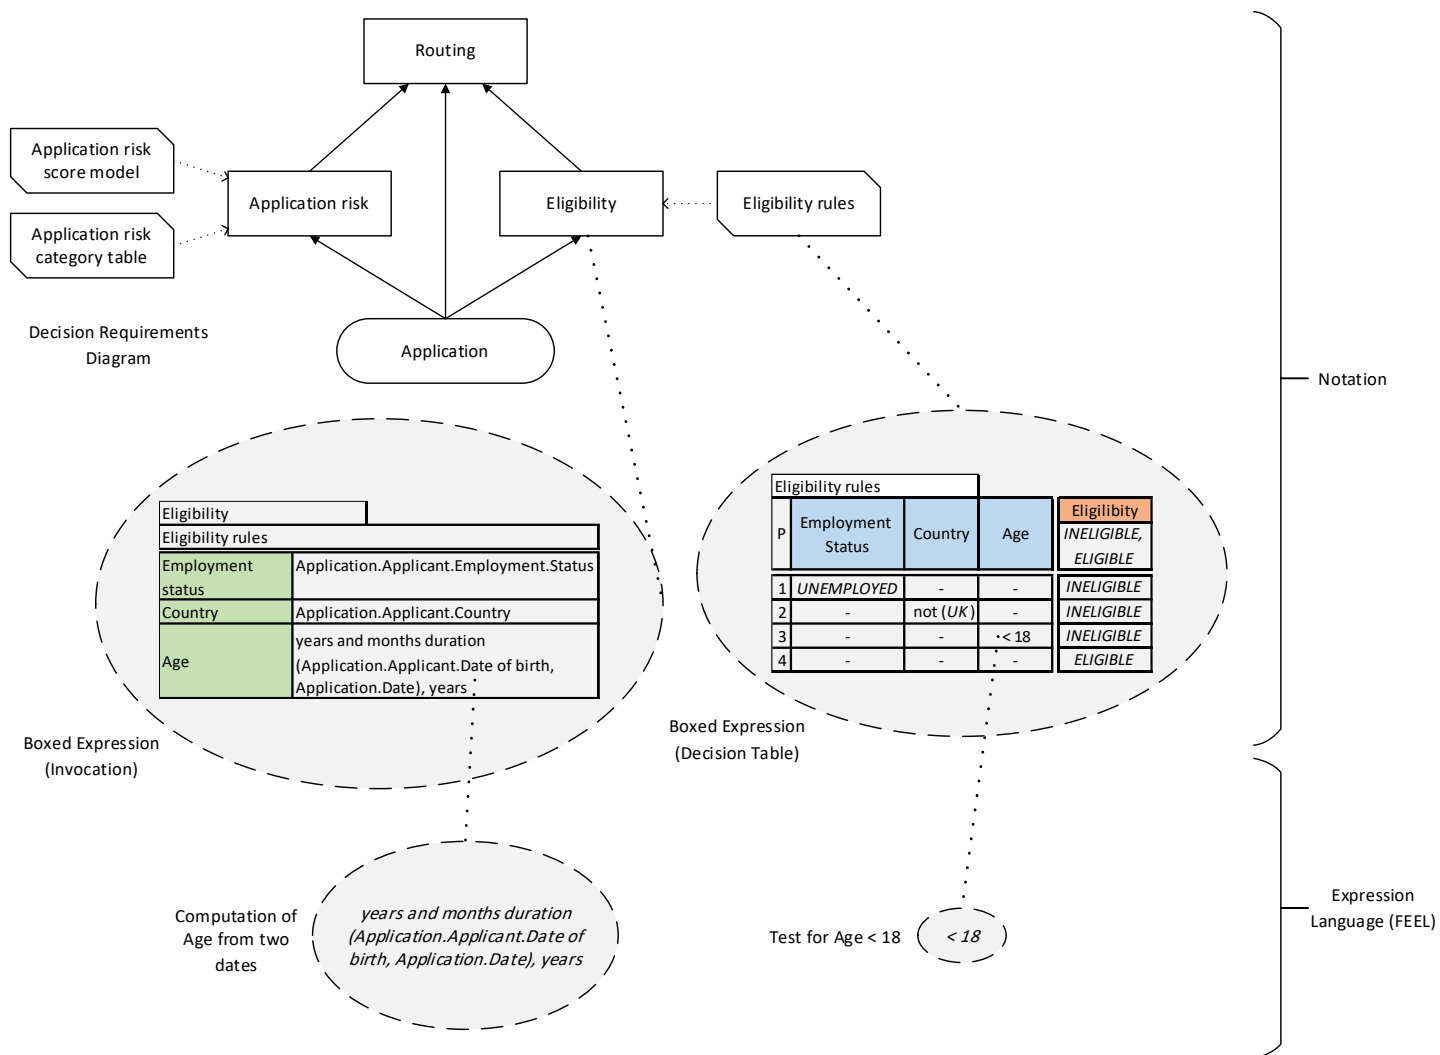 Routing
Application risk
score model
Application risk
category table
Application risk
Eligibility
Eligibility rules
Decision Requirements
Diagram
Application
Notation
Eligibility
Eligibility rules
Employment
status
Application.Applicant.Employment.Status
Country
Application.Applicant.Country
Age
years and months duration
(Application.Applicant.Date of birth,
Application.Date), years
Boxed Expression
(Invocation)
Eligibility rules
P
Employment
Status
Country
Age
Eligilibity
INELIGIBLE,
ELIGIBLE
1 UNEMPLOYED - - INELIGIBLE
2 - not (UK) - INELIGIBLE
3 - - < 18 INELIGIBLE
4 - - - ELIGIBLE
Boxed Expression
(Decision Table)
Computation of
Age from two
dates
years and months duration
(Application.Applicant.Date of
birth, Application.Date), years
Test for Age < 18
< 18
Expression
Language (FEEL)